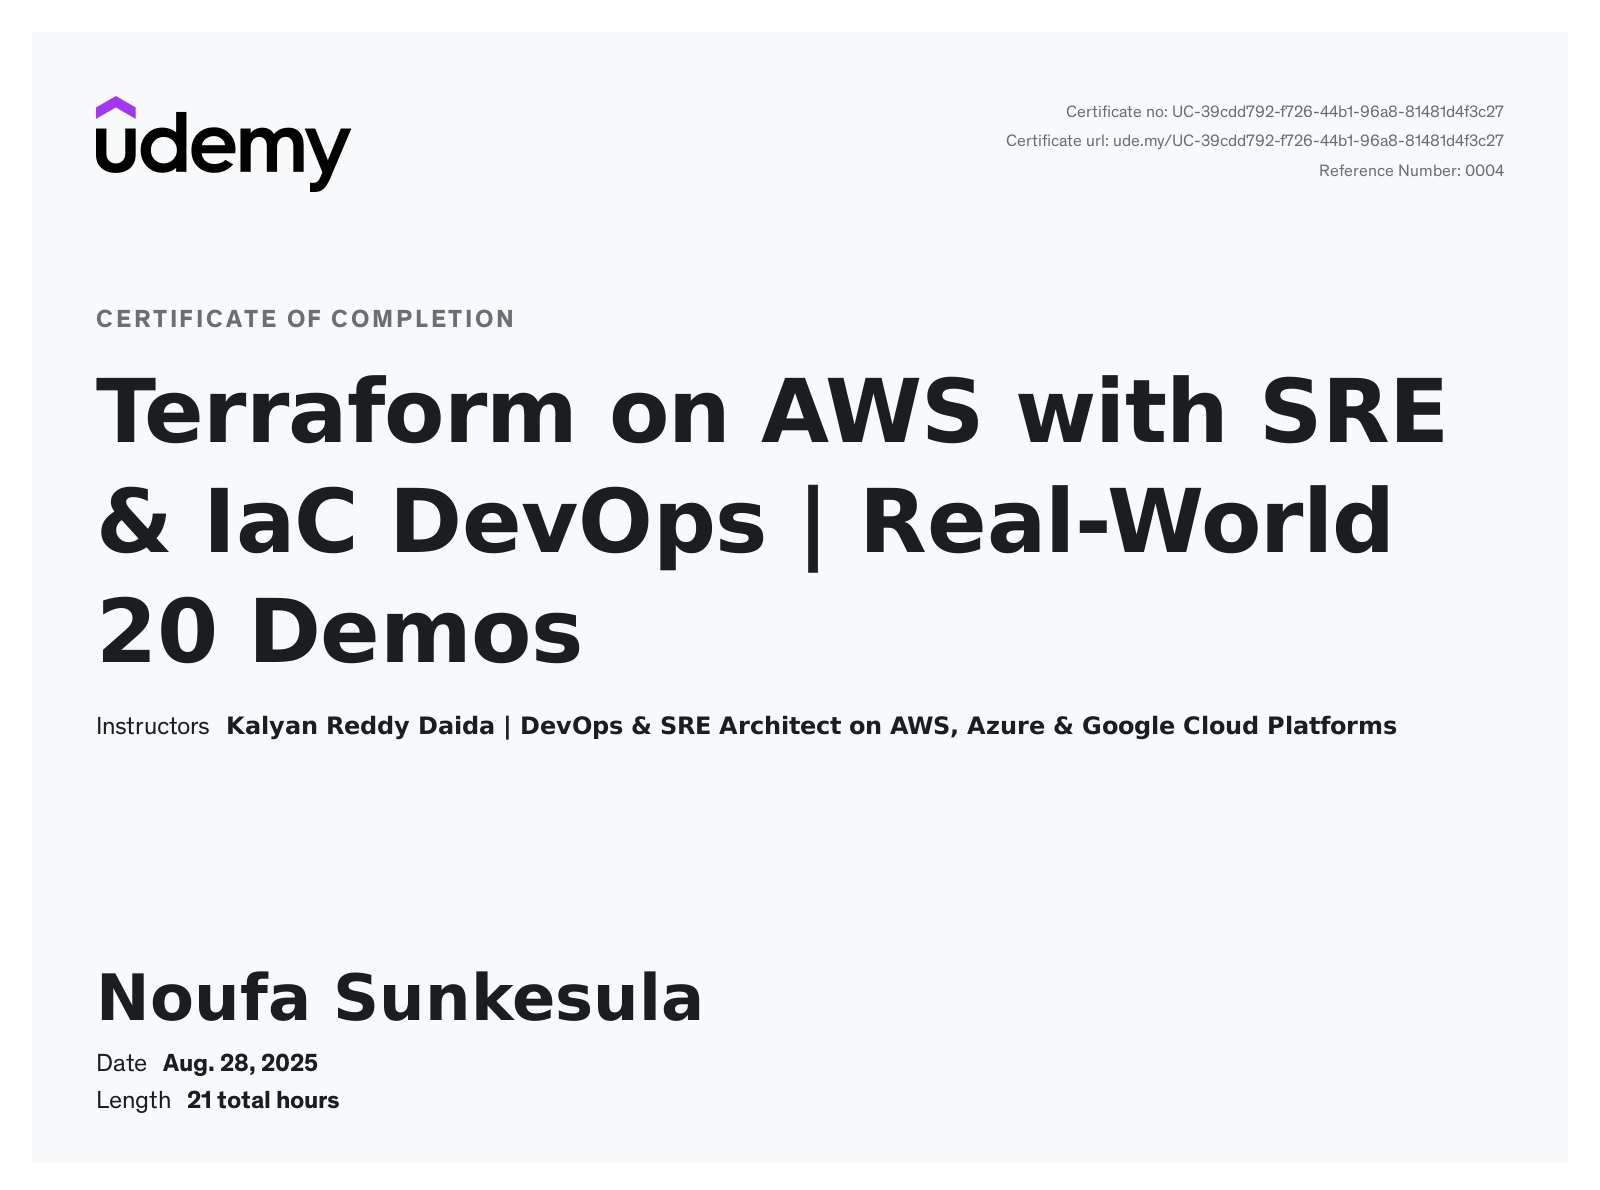 udemy
Certificate no: UC-39cdd792-f726-44b1-96a8-81481d4f3c27
Certificate url: ude.my/UC-39cdd792-f726-44b1-96a8-81481d4f3c27
Reference Number: 0004
CERTIFICATE OF COMPLETION
Terraform on AWS with SRE
& IaC DevOps | Real-World
20 Demos
Instructors Kalyan Reddy Daida | DevOps & SRE Architect on AWS, Azure & Google Cloud Platforms
Noufa Sunkesula
Date Aug. 28, 2025
Length 21 total hours